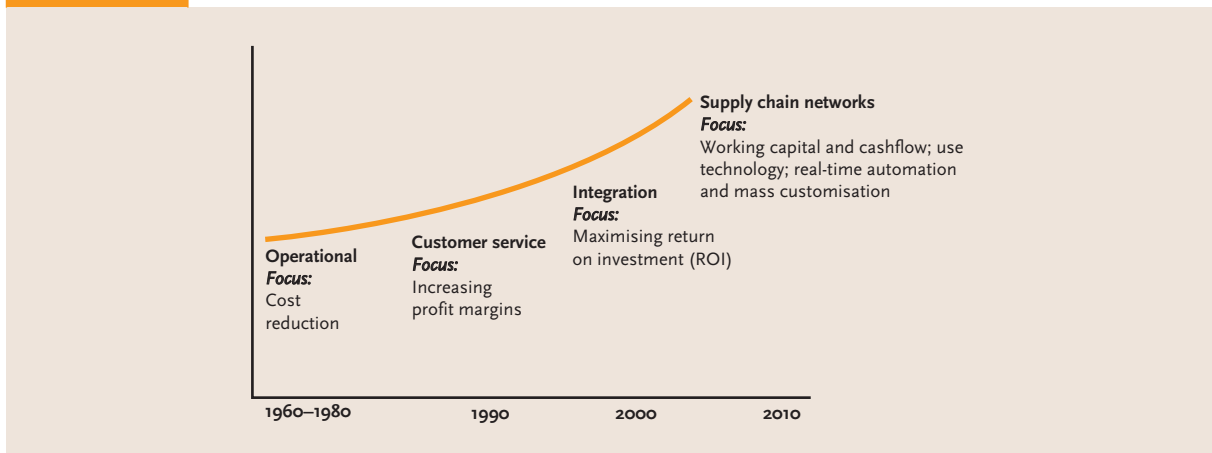 Supply chain networks
Focus:
Working capital and cashflow; use
technology; real-time automation
and mass customisation
Integration
Focus:
Maximising return
on investment (ROI)
Customer service
Focus:
Increasing
profit margins
Operational
Focus:
Cost
reduction
1960–1980
1990
2000
2010